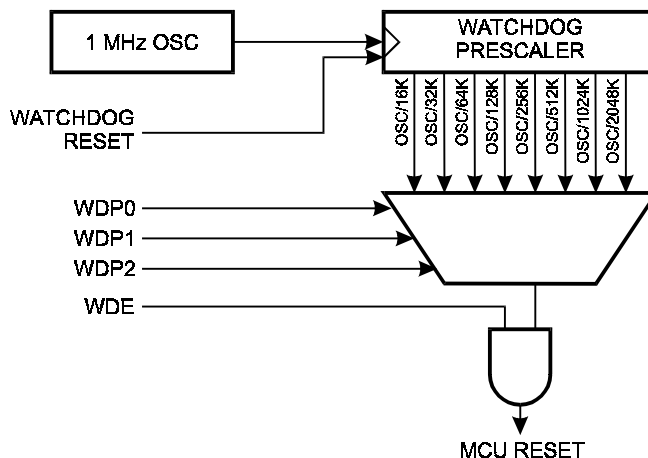 1 MHz OSC
WATCHDOG
PRESCALER
WATCHDOG
RESET
OSC/16K
OSC/32K
OSC/64K
OSC/128K
OSC/256K
OSC/512K
OSC/1024K
OSC/2048K
WDP0
WDP1
WDP2
WDE
MCU RESET